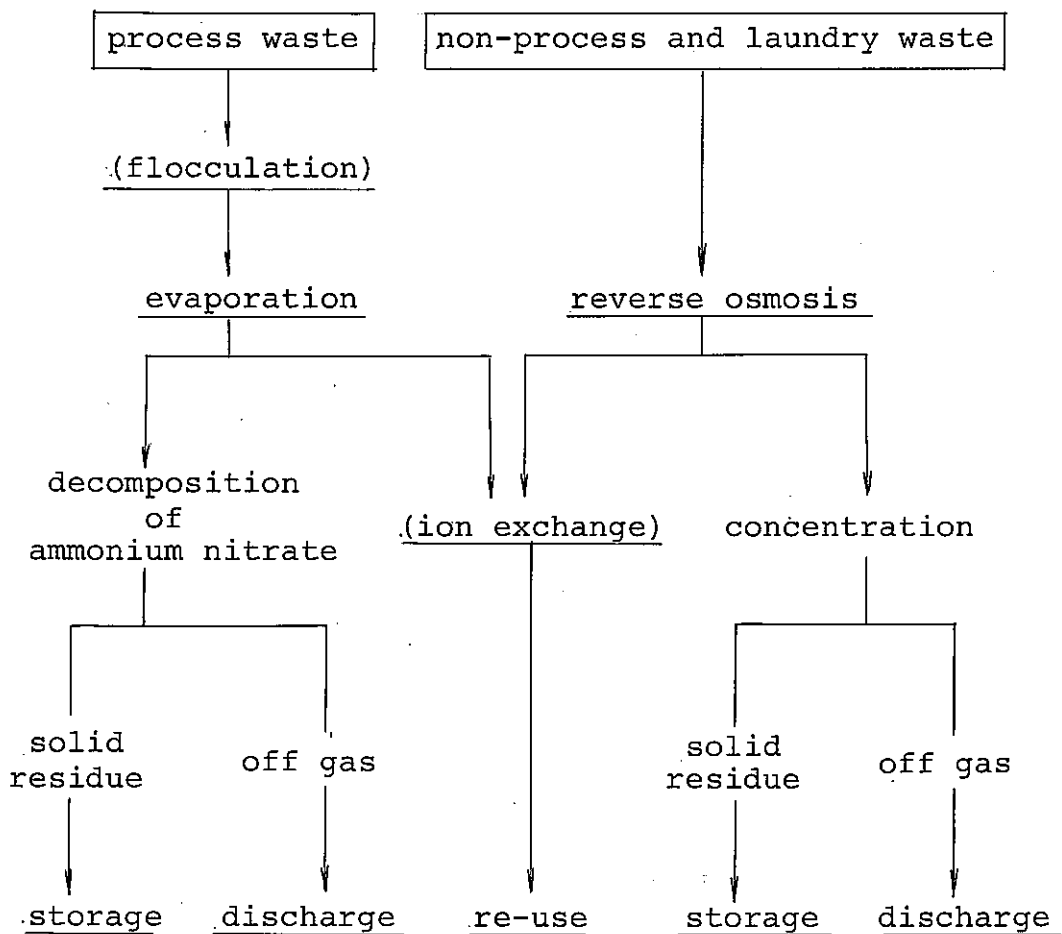 process waste
non-process and laundry waste
(flocculation)
evaporation
reverse osmosis
decomposition
of
ammonium nitrate
(ion exchange)
concentration
solid
residue
off gas
solid
residue
off gas
storage
discharge
re-use
storage
discharge